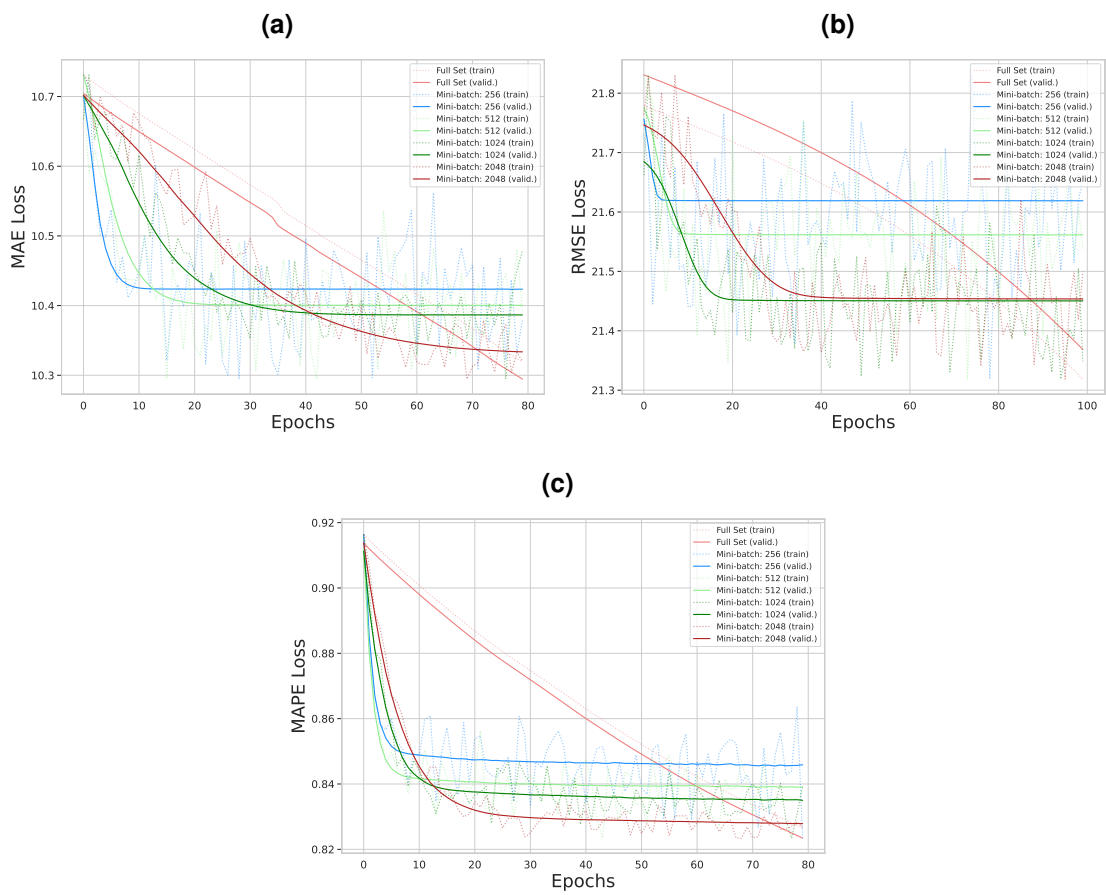 (a)
10.7
10.6
10.5
10.4
10.3
MAE Loss
0 10 20 30 40 50 60 70 80
Epochs
Full Set (train)
Full Set (valid.)
Mini-batch: 256 (train)
Mini-batch: 256 (valid.)
Mini-batch: 512 (train)
Mini-batch: 512 (valid.)
Mini-batch: 1024 (train)
Mini-batch: 1024 (valid.)
Mini-batch: 2048 (train)
Mini-batch: 2048 (valid.)
(b)
21.8
21.7
21.6
21.5
21.4
21.3
RMSE Loss
0 20 40 60 80 100
Epochs
Full Set (train)
Full Set (valid.)
Mini-batch: 256 (train)
Mini-batch: 256 (valid.)
Mini-batch: 512 (train)
Mini-batch: 512 (valid.)
Mini-batch: 1024 (train)
Mini-batch: 1024 (valid.)
Mini-batch: 2048 (train)
Mini-batch: 2048 (valid.)
(c)
0.92
0.90
0.88
0.86
0.84
0.82
MAPE Loss
0 10 20 30 40 50 60 70 80
Epochs
Full Set (train)
Full Set (valid.)
Mini-batch: 256 (train)
Mini-batch: 256 (valid.)
Mini-batch: 512 (train)
Mini-batch: 512 (valid.)
Mini-batch: 1024 (train)
Mini-batch: 1024 (valid.)
Mini-batch: 2048 (train)
Mini-batch: 2048 (valid.)